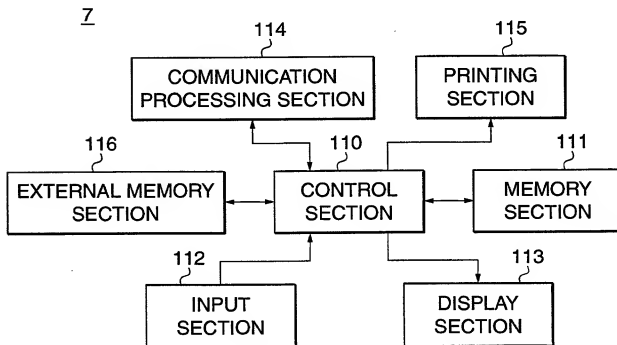 7
114
COMMUNICATION
PROCESSING SECTION
115
PRINTING
SECTION
116
EXTERNAL MEMORY
SECTION
110
CONTROL
SECTION
111
MEMORY
SECTION
112
INPUT
SECTION
113
DISPLAY
SECTION